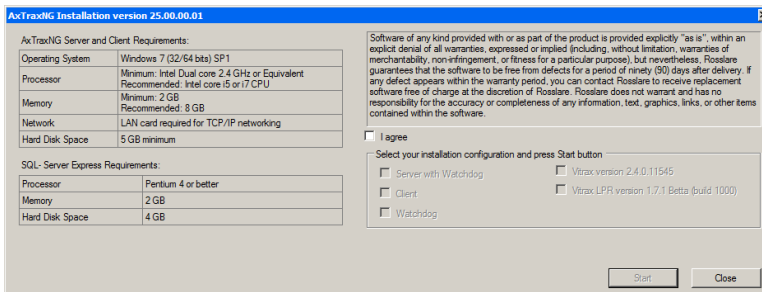 AxTraxNG Installation version 25.00.00.01
AxTraxNG Server and Client Requirements:
Operating System Windows 7 (32/64 bits) SP1
Processor Minimum: Intel Dual core 2.4 GHz or Equivalent
Recommended: Intel core i5 or i7 CPU
Memory Minimum: 2 GB
Recommended: 8 GB
Network LAN card required for TCP/IP networking
Hard Disk Space 5 GB minimum
SQL- Server Express Requirements:
Processor Pentium 4 or better
Memory 2 GB
Hard Disk Space 4 GB
Software of any kind provided with or as part of the product is provided explicitly "as is", within an
explicit denial of all warranties, expressed or implied (including, without limitation, warranties of
merchantability, non-infringement, or fitness for a particular purpose), but nevertheless, Rosslare
guarantees that the software to be free from defects for a period of ninety (90) days after delivery. If
any defect appears within the warranty period, you can contact Rosslare to receive replacement
software free of charge at the discretion of Rosslare. Rosslare does not warrant and has no
responsibility for the accuracy or completeness of any information, text, graphics, links, or other items
contained within the software.
I agree
Select your installation configuration and press Start button
Server with Watchdog
Client
Watchdog
Vitrax version 2.4.0.11545
Vitrax LPR version 1.7.1 Betta (build 1000)
Start
Close